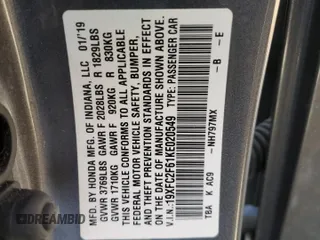 MFD. BY HONDA MFG. OF INDIANA, LLC 01/19
GVWR 3769LBS GAWR F 2028LBS R 1829LBS
GVWR 1710KG GAWR F 920KG R 830KG
THIS VEHICLE CONFORMS TO ALL APPLICABLE
FEDERAL MOTOR VEHICLE SAFETY, BUMPER,
AND THEFT PREVENTION STANDARDS IN EFFECT
ON THE DATE OF MANUFACTURE SHOWN ABOVE.
V.I.N.: 19XFC2F61KE020549 TYPE: PASSENGER CAR
NH797MX - B - E
TBA X AC9
AUTOBIDMASTER